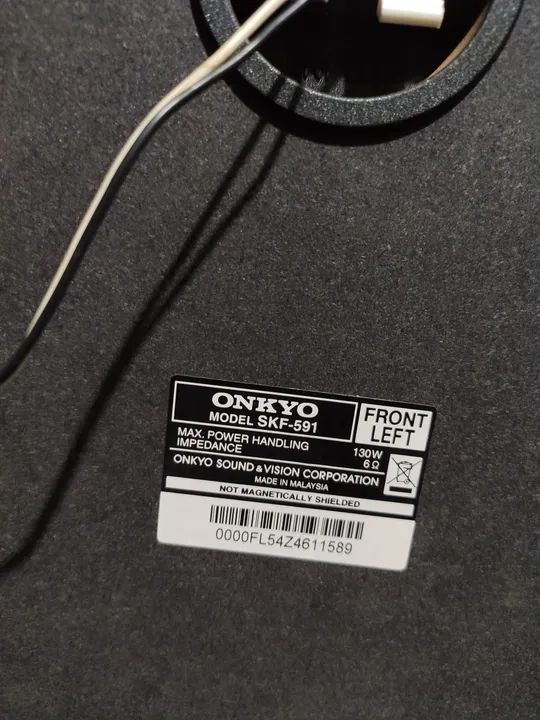 ONKYO
MODEL SKF-591
FRONT
LEFT
MAX. POWER HANDLING 130W
IMPEDANCE 6Ω
ONKYO SOUND & VISION CORPORATION
MADE IN MALAYSIA
NOT MAGNETICALLY SHIELDED
0000FL54Z4611589